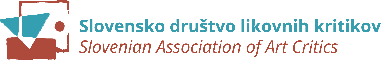 Slovensko društvo likovnih kritikov
Slovenian Association of Art Critics